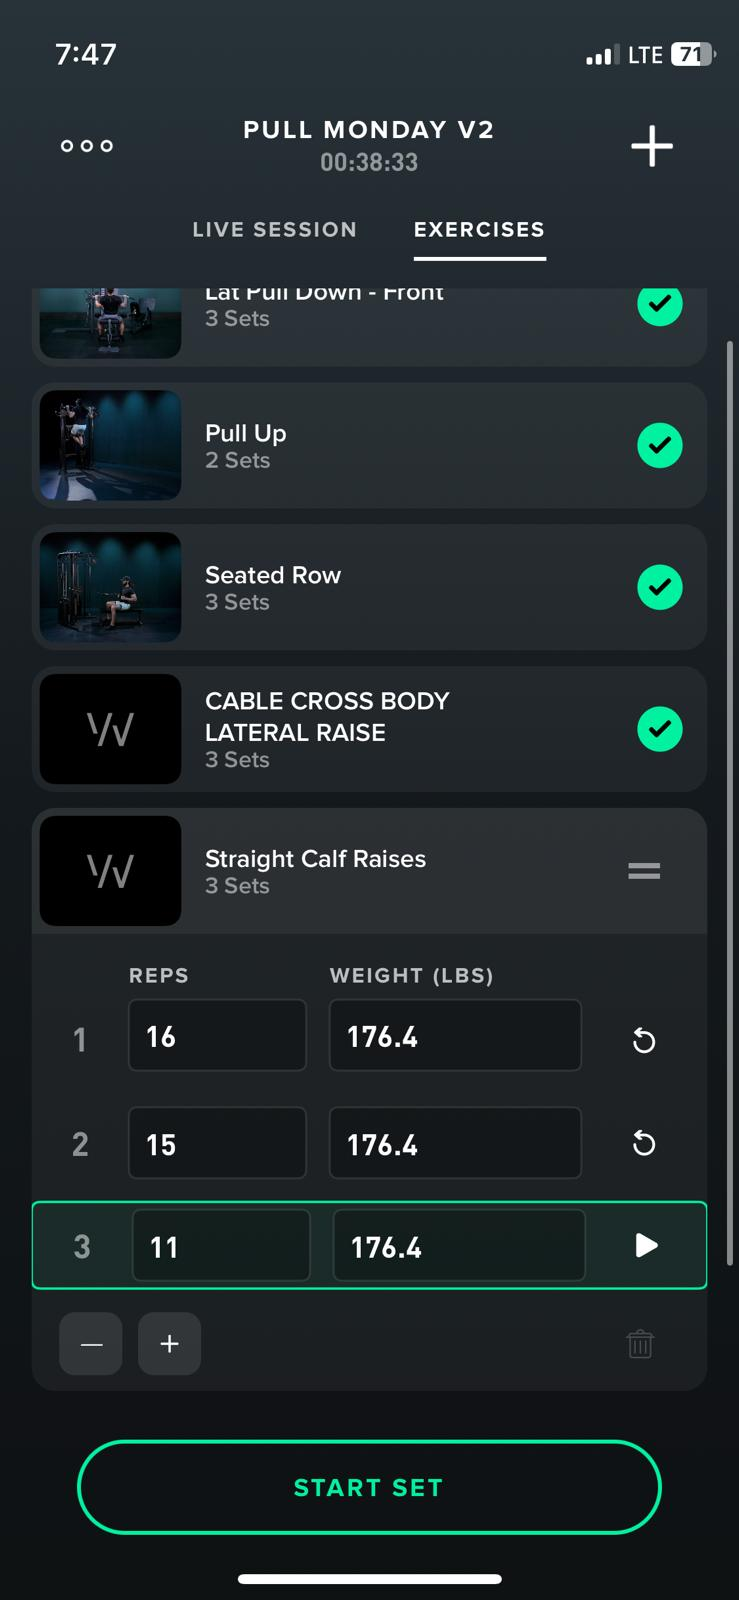 7:47
LTE 71
PULL MONDAY V2
00:38:33
LIVE SESSION EXERCISES
Lat Pull Down - Front
3 Sets
Pull Up
2 Sets
Seated Row
3 Sets
CABLE CROSS BODY
LATERAL RAISE
3 Sets
Straight Calf Raises
3 Sets
REPS WEIGHT (LBS)
1 16 176.4
2 15 176.4
3 11 176.4
START SET